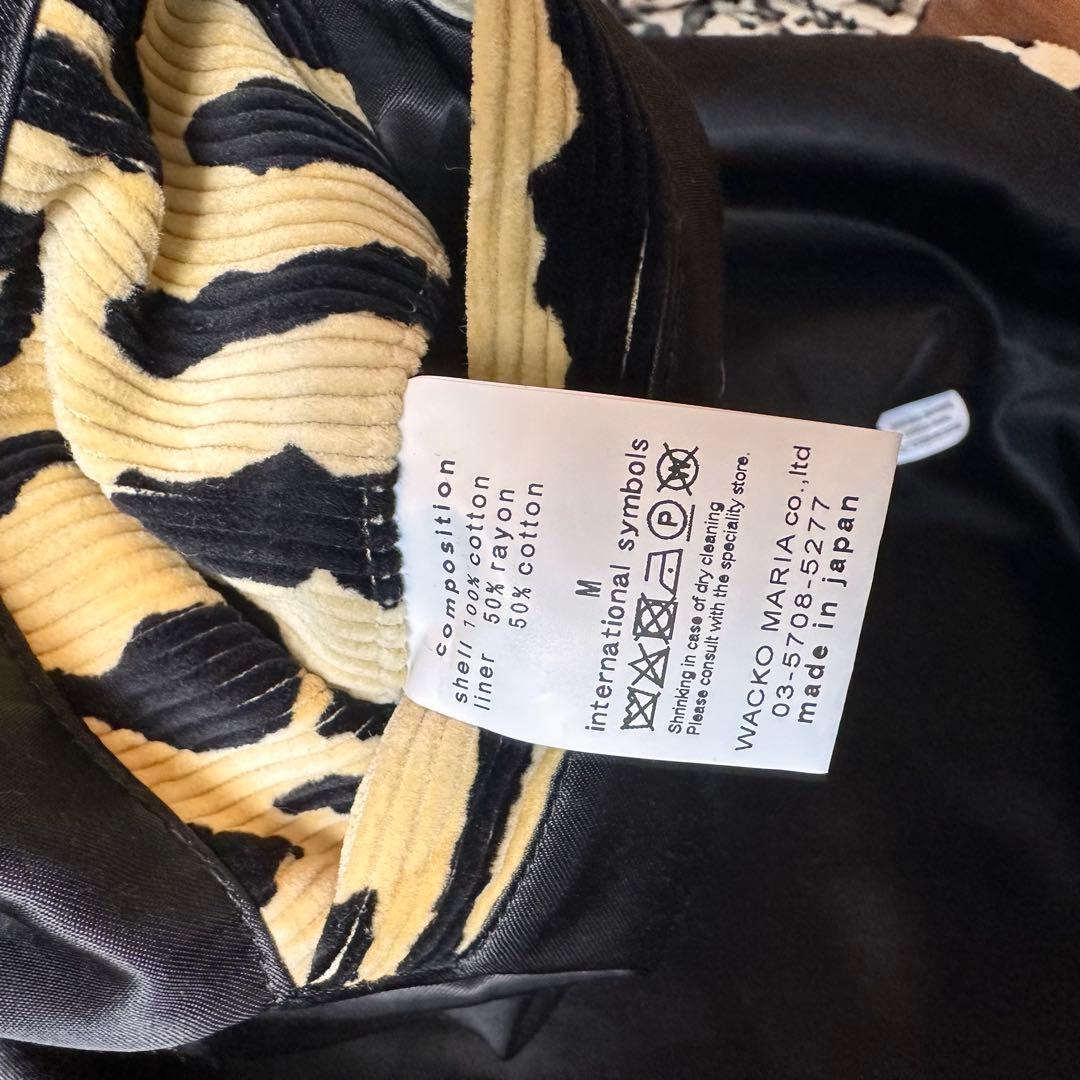 composition
shell 100% cotton
liner 50% rayon
50% cotton
M
international symbols
P
W
Shrinking in case of dry cleaning
Please consult with the speciality store.
WACKO MARIA co.,ltd
03-5708-5277
made in japan